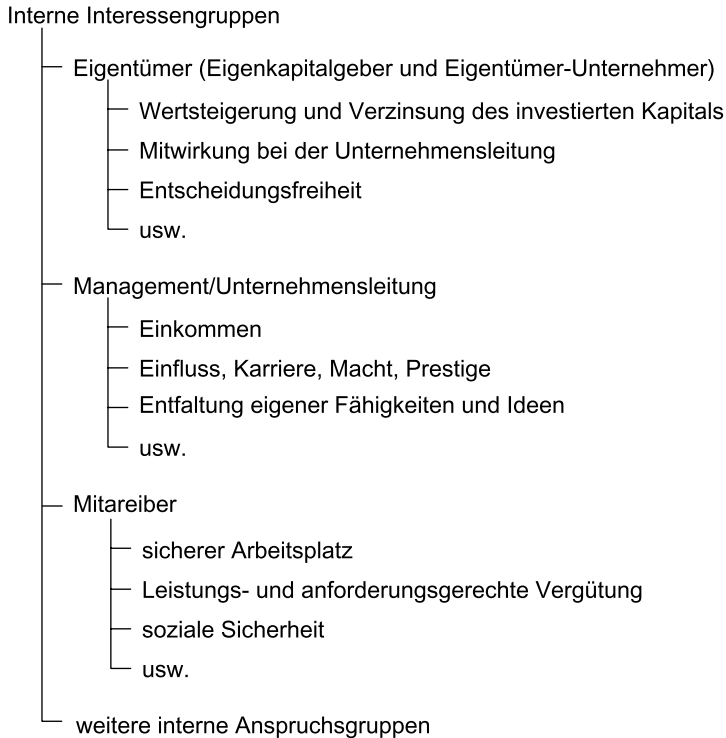 Interne Interessengruppen
Eigentümer (Eigenkapitalgeber und Eigentümer-Unternehmer)
Wertsteigerung und Verzinsung des investierten Kapitals
Mitwirkung bei der Unternehmensleitung
Entscheidungsfreiheit
usw.
Management/Unternehmensleitung
Einkommen
Einfluss, Karriere, Macht, Prestige
Entfaltung eigener Fähigkeiten und Ideen
usw.
Mitareiber
sicherer Arbeitsplatz
Leistungs- und anforderungsgerechte Vergütung
soziale Sicherheit
usw.
weitere interne Anspruchsgruppen